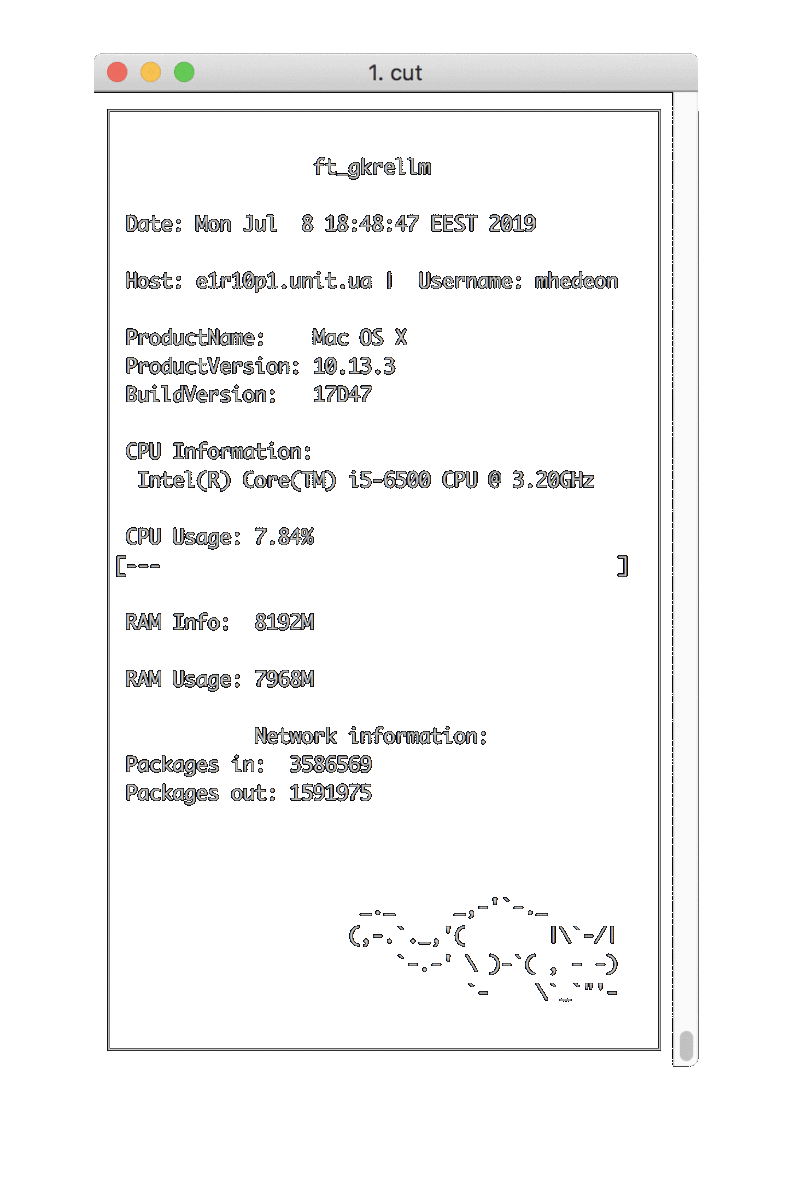 1. cut
ft_gkrellm
Date: Mon Jul  8 18:48:47 EEST 2019
Host: e1r10p1.unit.ua |  Username: mhedeon
ProductName:    Mac OS X
ProductVersion: 10.13.3
BuildVersion:   17D47
CPU Information:
 Intel(R) Core(TM) i5-6500 CPU @ 3.20GHz
CPU Usage: 7.84%
[---                                       ]
RAM Info:  8192M
RAM Usage: 7968M
Network information:
Packages in:  3586569
Packages out: 1591975
 _._     _,-'`-._
(,-.`._,'(       |\`-/|
    `-.-' \ )-`( , - -)
          `-    \`_`"'-